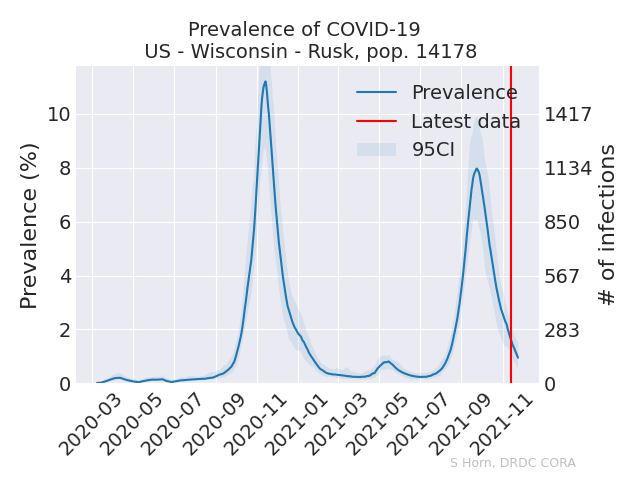 Prevalence of COVID-19
US - Wisconsin - Rusk, pop. 14178
Prevalence
Latest data
95CI
Prevalence (%)
10
8
6
4
2
0
1417
1134
850
567
283
0
# of infections
2020-03
2020-05
2020-07
2020-09
2020-11
2021-01
2021-03
2021-05
2021-07
2021-09
2021-11
S Horn, DRDC CORA